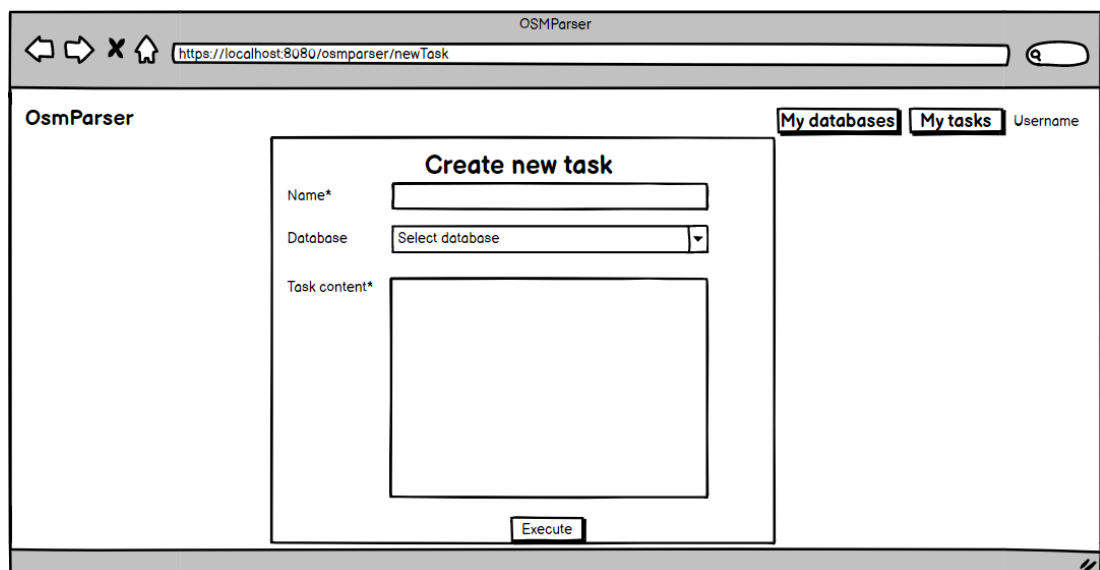 OSMParser
https://localhost:8080/osmparser/newTask
OsmParser
My databases
My tasks
Username
Create new task
Name*
Database
Select database
Task content*
Execute